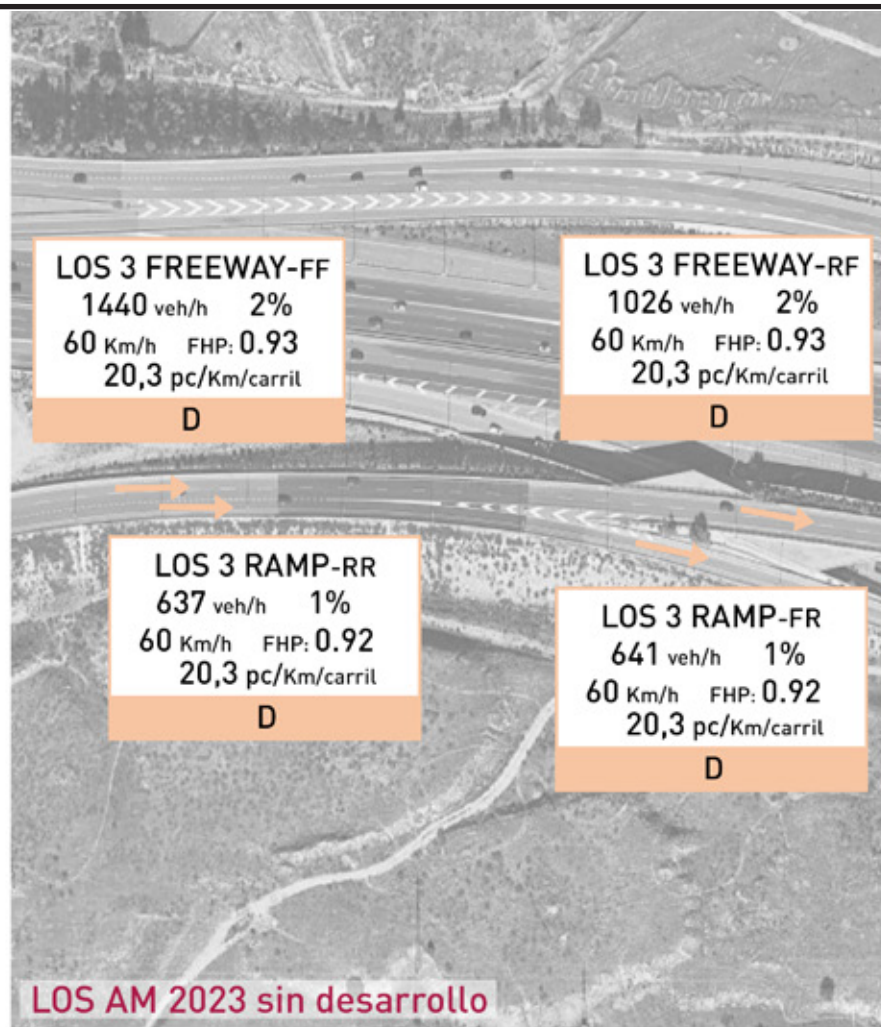 LOS 3 FREEWAY-FF
1440 veh/h 2%
60 Km/h FHP: 0.93
20,3 pc/Km/carril
D
LOS 3 FREEWAY-RF
1026 veh/h 2%
60 Km/h FHP: 0.93
20,3 pc/Km/carril
D
LOS 3 RAMP-RR
637 veh/h 1%
60 Km/h FHP: 0.92
20,3 pc/Km/carril
D
LOS 3 RAMP-FR
641 veh/h 1%
60 Km/h FHP: 0.92
20,3 pc/Km/carril
D
LOS AM 2023 sin desarrollo